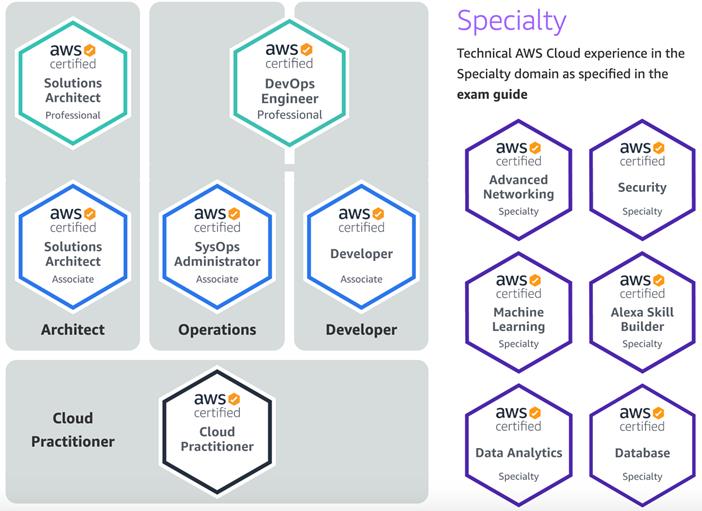 aws
certified
Solutions
Architect
Professional
aws
certified
DevOps
Engineer
Professional
aws
certified
Solutions
Architect
Associate
aws
certified
SysOps
Administrator
Associate
aws
certified
Developer
Associate
Architect
Operations
Developer
Cloud
Practitioner
aws
certified
Cloud
Practitioner
Specialty
Technical AWS Cloud experience in the
Specialty domain as specified in the
exam guide
aws
certified
Advanced
Networking
Specialty
aws
certified
Security
Specialty
aws
certified
Machine
Learning
Specialty
aws
certified
Alexa Skill
Builder
Specialty
aws
certified
Data Analytics
Specialty
aws
certified
Database
Specialty